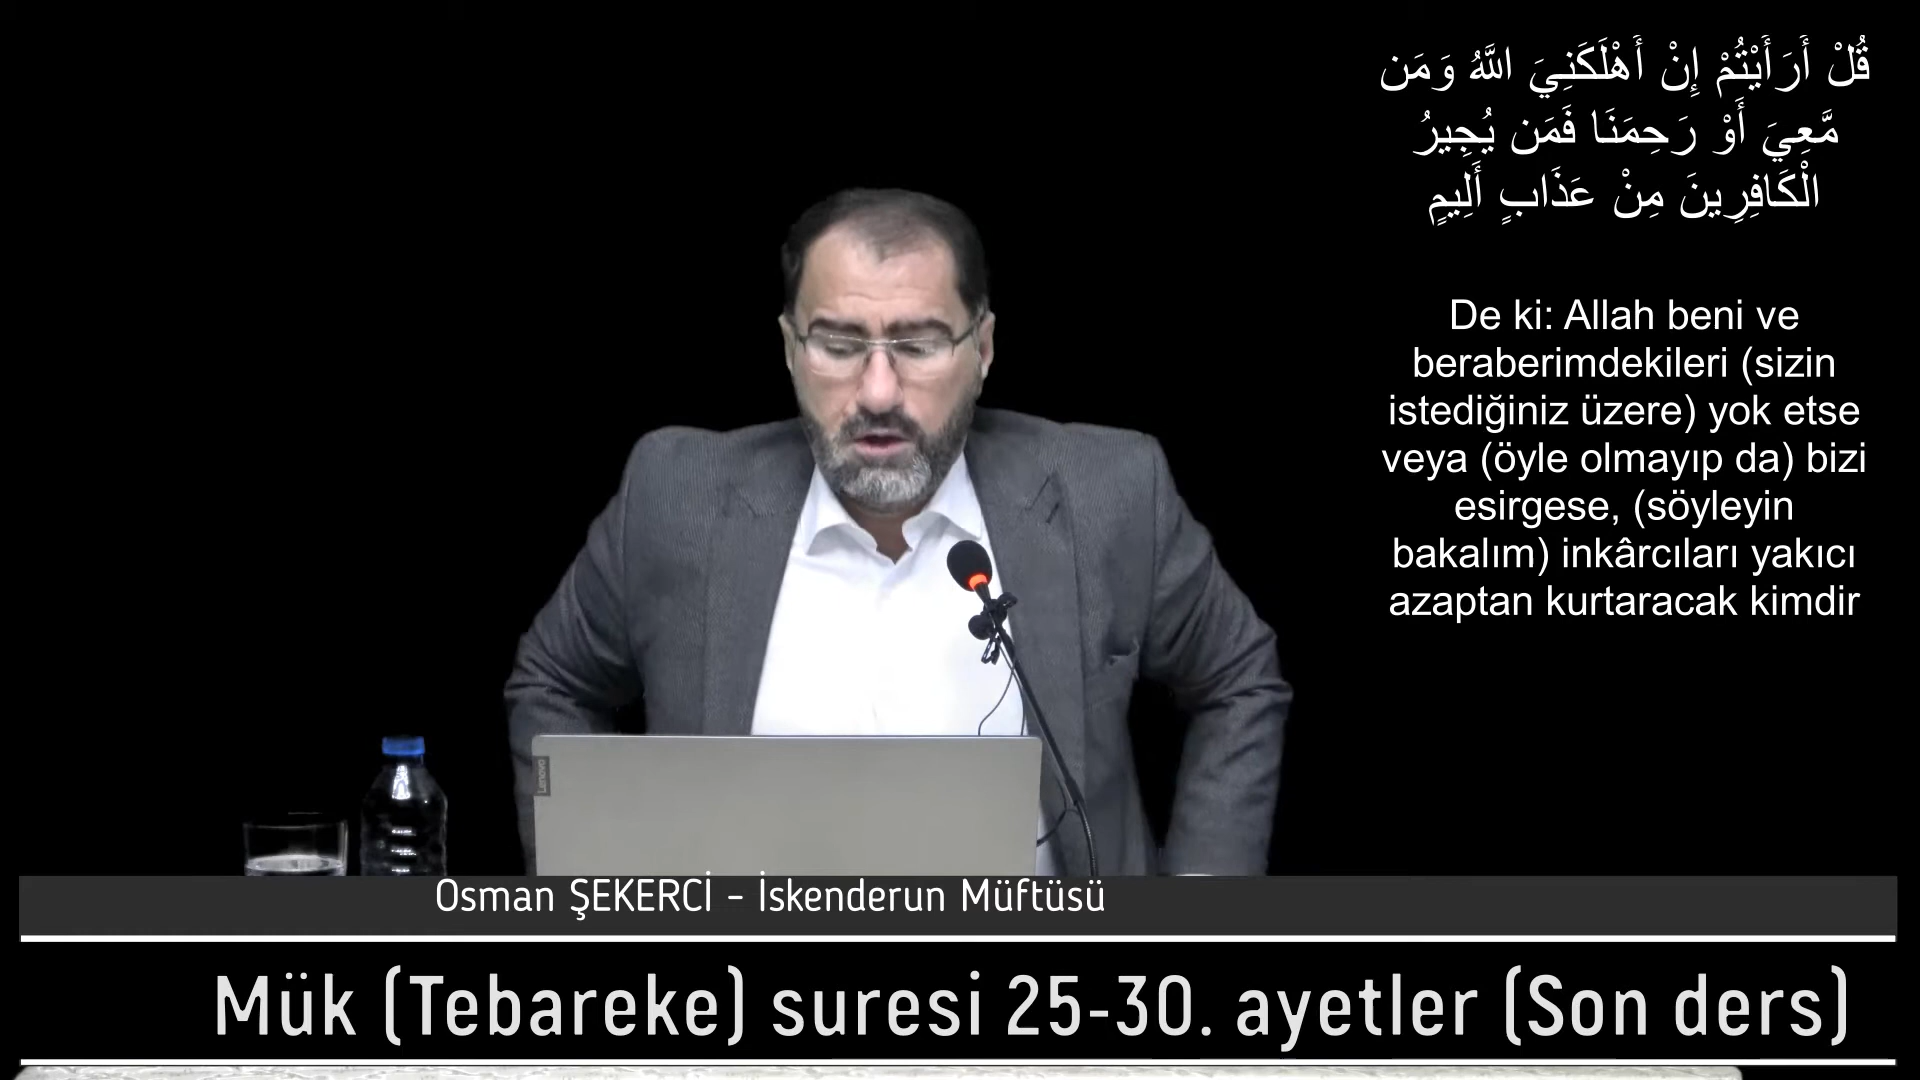 قُلْ أَرَأَيْتُمْ إِنْ أَهْلَكَنِيَ اللَّهُ وَمَن
مَّعِيَ أَوْ رَحِمَنَا فَمَن يُجِيرُ
الْكَافِرِينَ مِنْ عَذَابٍ أَلِيمٍ
De ki: Allah beni ve
beraberimdekileri (sizin
istediğiniz üzere) yok etse
veya (öyle olmayıp da) bizi
esirgese, (söyleyin
bakalım) inkârcıları yakıcı
azaptan kurtaracak kimdir
Lenovo
Osman ŞEKERCİ - İskenderun Müftüsü
Mük (Tebareke) suresi 25-30. ayetler (Son ders)